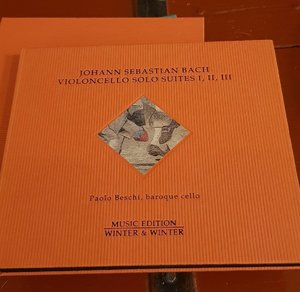 JOHANN SEBASTIAN BACH
VIOLONCELLO SOLO SUITES I, II, III
Paolo Beschi, baroque cello
MUSIC EDITION
WINTER & WINTER